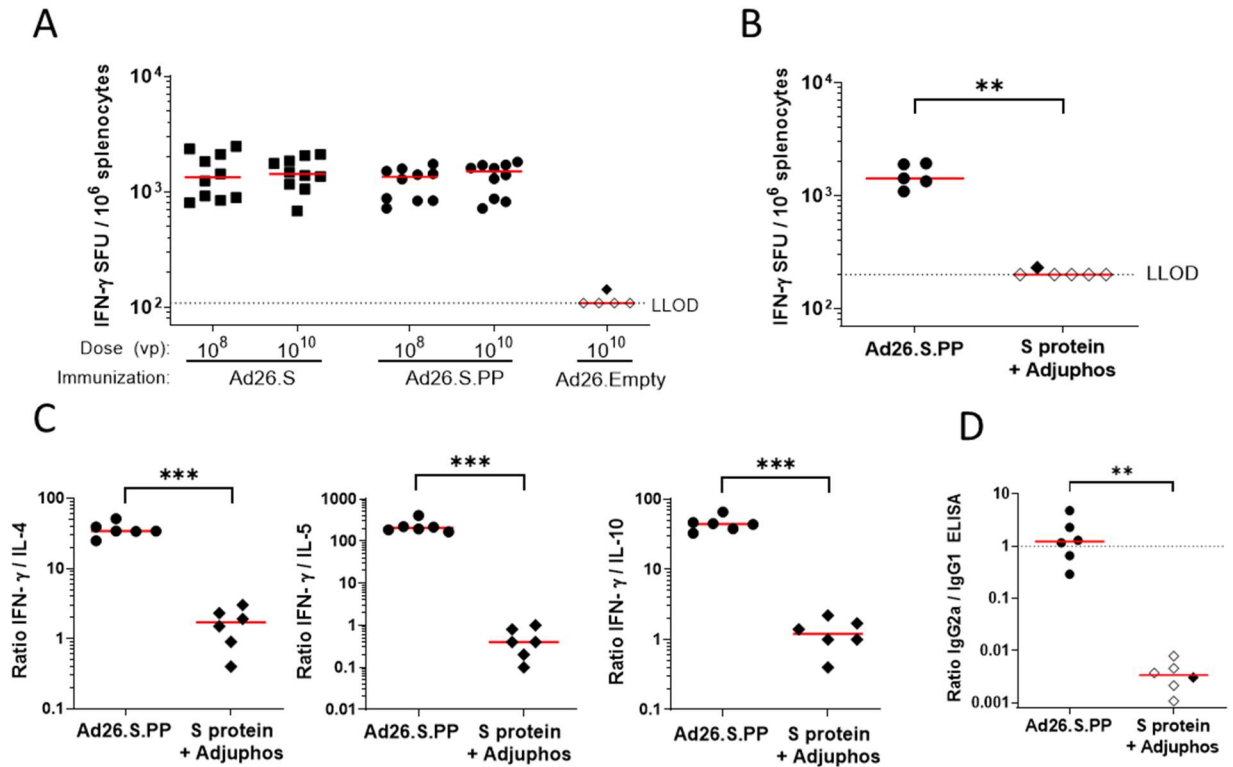 A
IFN-γ SFU / 10⁶ splenocytes
10⁴
10³
10²
LLOD
Dose (vp): 10⁸ 10¹⁰ 10⁸ 10¹⁰ 10¹⁰
Immunization: Ad26.S Ad26.S.PP Ad26.Empty
B
IFN-γ SFU / 10⁶ splenocytes
10⁴
10³
10²
**
LLOD
Ad26.S.PP S protein
+ Adjuphos
C
Ratio IFN- γ / IL-4
100
10
1
0.1
***
Ad26.S.PP S protein
+ Adjuphos
Ratio IFN- γ / IL-5
1000
100
10
1
0.1
0.01
***
Ad26.S.PP S protein
+ Adjuphos
Ratio IFN- γ / IL-10
100
10
1
0.1
***
Ad26.S.PP S protein
+ Adjuphos
D
Ratio IgG2a / IgG1 ELISA
10
1
0.1
0.01
0.001
**
Ad26.S.PP S protein
+ Adjuphos